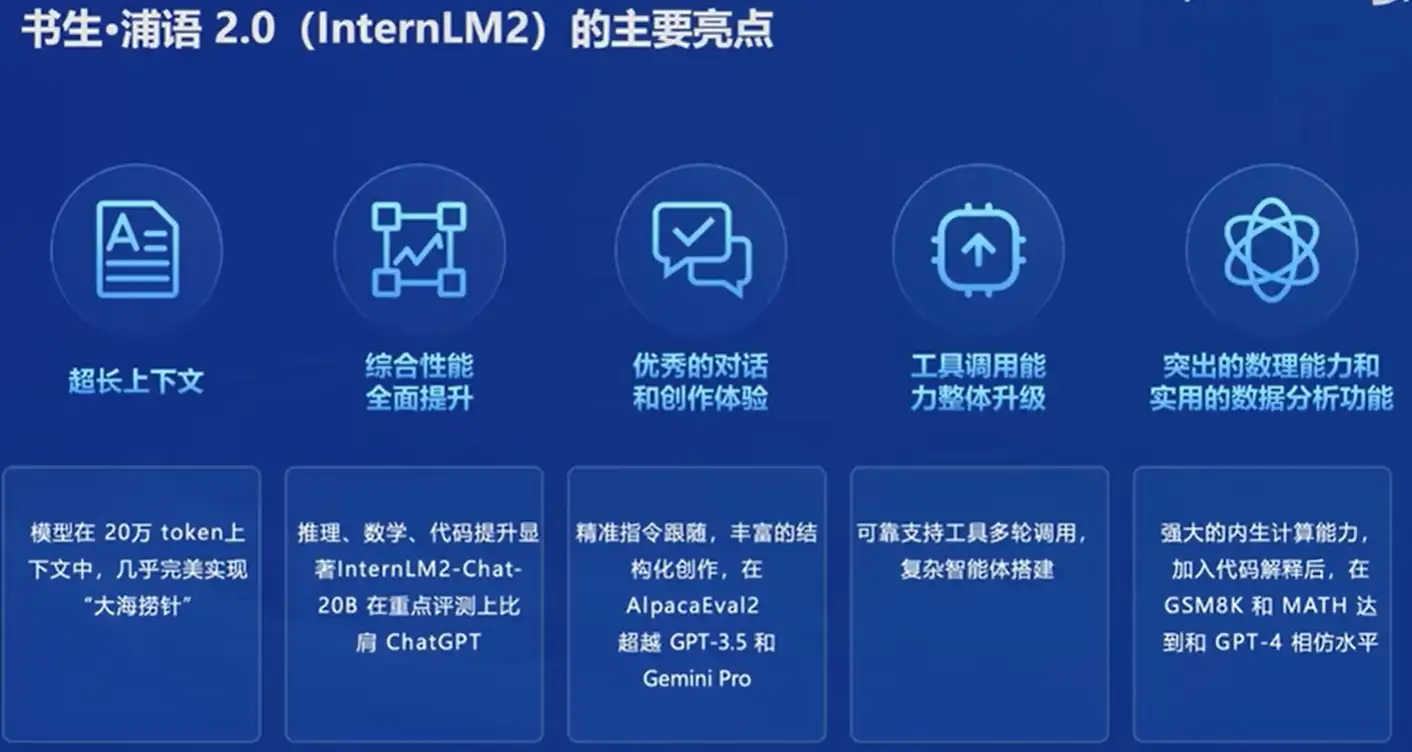 书生·浦语 2.0（InternLM2）的主要亮点
超长上下文
模型在 20万 token上
下文中，几乎完美实现
“大海捞针”
综合性能
全面提升
推理、数学、代码提升显
著InternLM2-Chat-
20B 在重点评测上比
肩 ChatGPT
优秀的对话
和创作体验
精准指令跟随，丰富的结
构化创作，在
AlpacaEval2
超越 GPT-3.5 和
Gemini Pro
工具调用能
力整体升级
可靠支持工具多轮调用，
复杂智能体搭建
突出的数理能力和
实用的数据分析功能
强大的内生计算能力，
加入代码解释后，在
GSM8K 和 MATH 达
到和 GPT-4 相仿水平